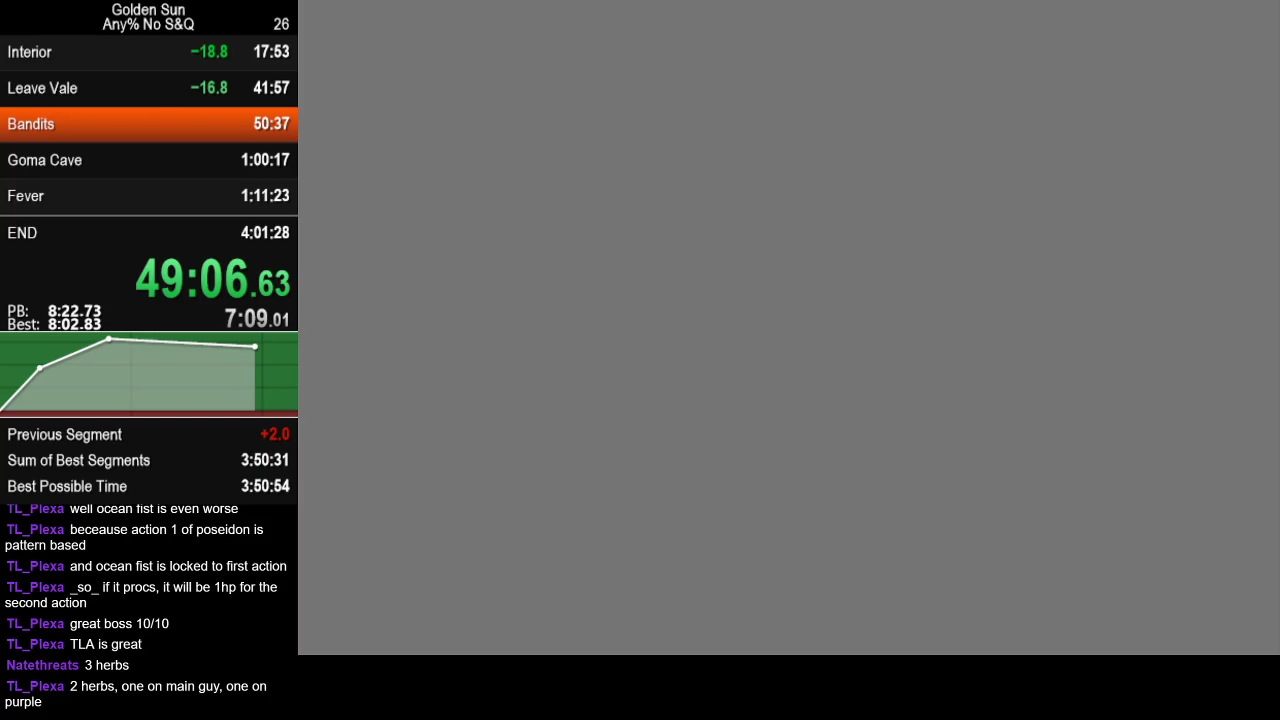 Golden Sun
Any% No S&Q 26
Interior −18.8 17:53
Leave Vale −16.8 41:57
Bandits 50:37
Goma Cave 1:00:17
Fever 1:11:23
END 4:01:28
49:06.63
PB: 8:22.73
Best: 8:02.83 7:09.01
Previous Segment +2.0
Sum of Best Segments 3:50:31
Best Possible Time 3:50:54
TL_Plexa well ocean fist is even worse
TL_Plexa beceause action 1 of poseidon is
pattern based
TL_Plexa and ocean fist is locked to first action
TL_Plexa _so_ if it procs, it will be 1hp for the
second action
TL_Plexa great boss 10/10
TL_Plexa TLA is great
Natethreats 3 herbs
TL_Plexa 2 herbs, one on main guy, one on
purple